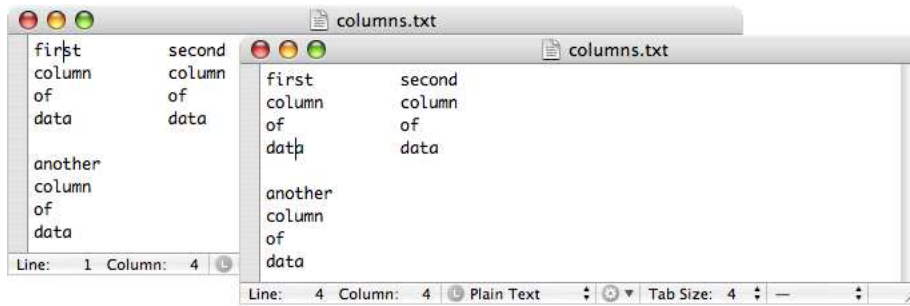 columns.txt
first second
column column
of of
data data
another
column
of
data
Line: 1 Column: 4 L
columns.txt
first second
column column
of of
data data
another
column
of
data
Line: 4 Column: 4 L Plain Text Tab Size: 4 —